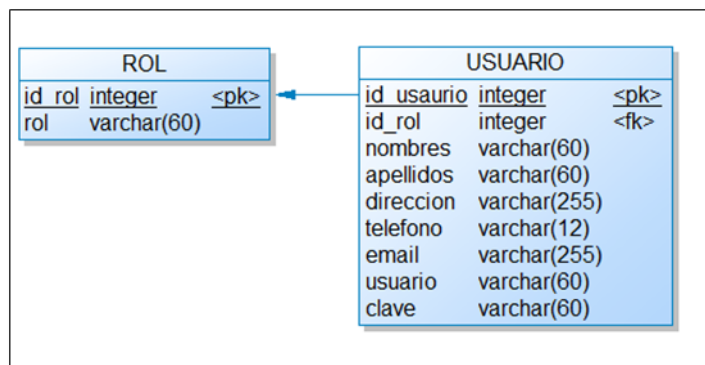 ROL
id_rol integer <pk>
rol varchar(60)
USUARIO
id_usaurio integer <pk>
id_rol integer <fk>
nombres varchar(60)
apellidos varchar(60)
direccion varchar(255)
telefono varchar(12)
email varchar(255)
usuario varchar(60)
clave varchar(60)